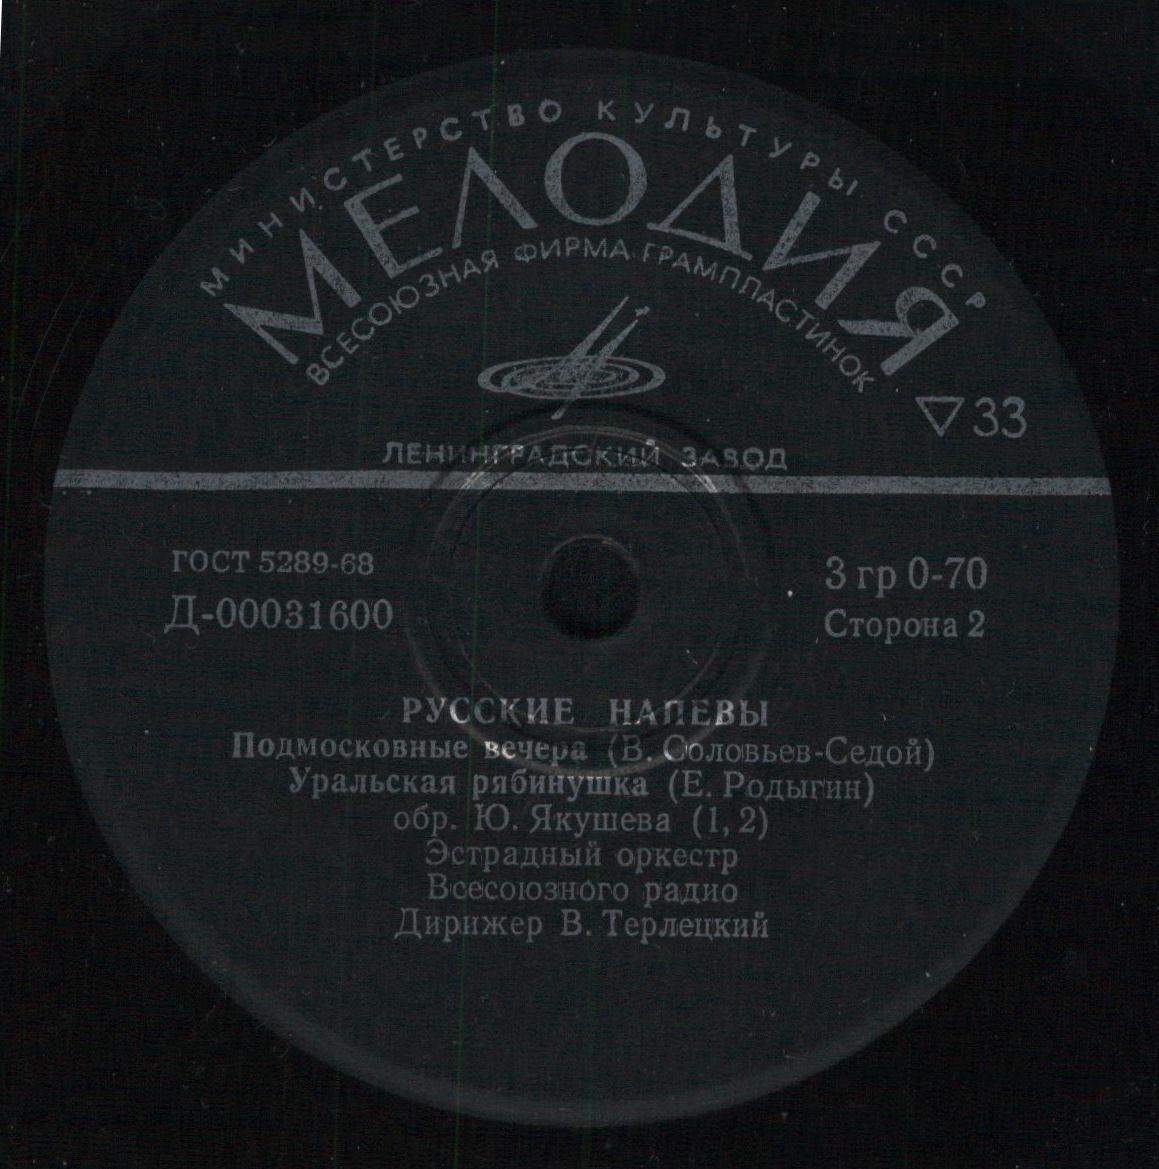 МИНИСТЕРСТВО КУЛЬТУРЫ СССР
МЕЛОДИЯ
ВСЕСОЮЗНАЯ ФИРМА ГРАМПЛАСТИНОК
33
ЛЕНИНГРАДСКИЙ ЗАВОД
ГОСТ 5289-68
3 гр 0-70
Д-00031600
Сторона 2
РУССКИЕ НАПЕВЫ
Подмосковные вечера (В. Соловьев-Седой)
Уральская рябинушка (Е. Родыгин)
обр. Ю. Якушева (1, 2)
Эстрадный оркестр
Всесоюзного радио
Дирижер В. Терлецкий